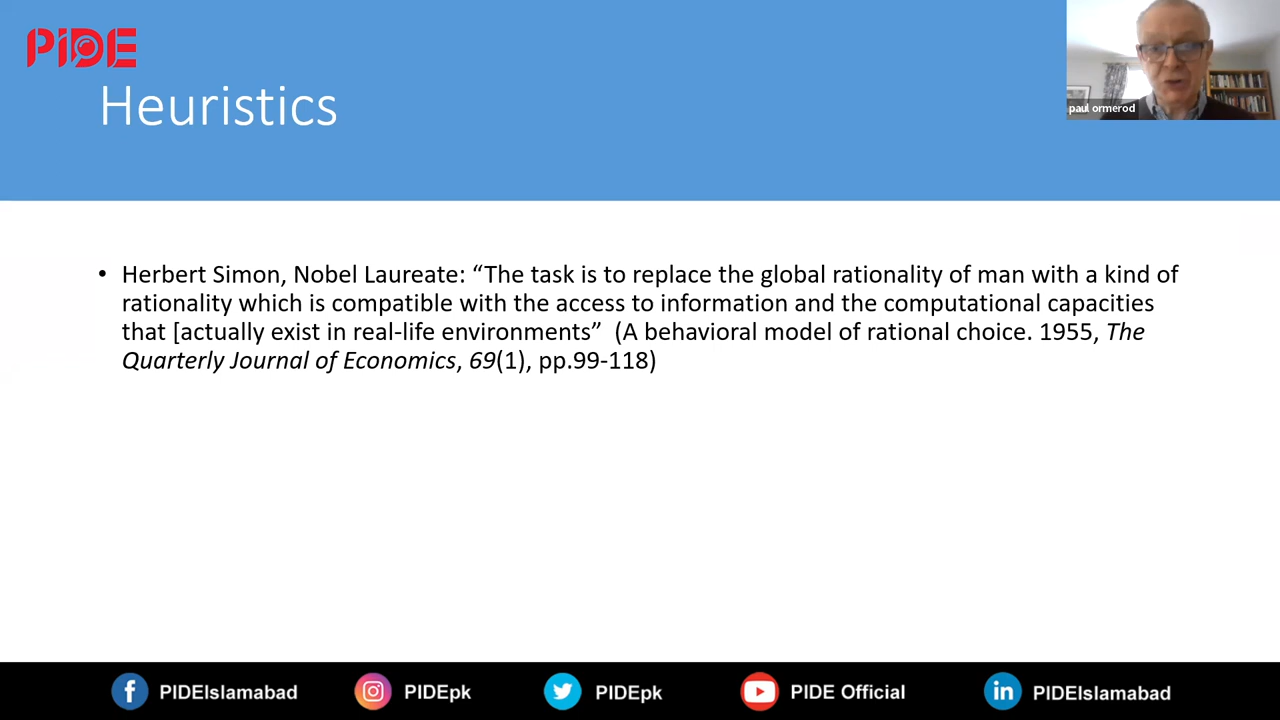 PIDE
Heuristics
paul ormerod
• Herbert Simon, Nobel Laureate: “The task is to replace the global rationality of man with a kind of
rationality which is compatible with the access to information and the computational capacities
that [actually exist in real-life environments”  (A behavioral model of rational choice. 1955, The
Quarterly Journal of Economics, 69(1), pp.99-118)
PIDEIslamabad
PIDEpk
PIDEpk
PIDE Official
PIDEIslamabad